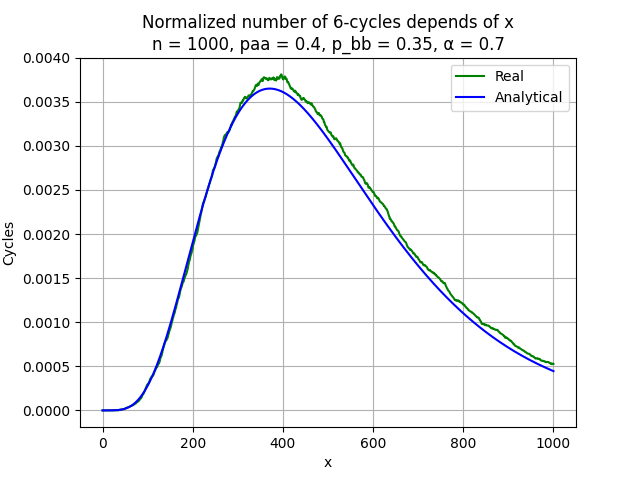 Normalized number of 6-cycles depends of x
n = 1000, paa = 0.4, p_bb = 0.35, α = 0.7
Real
Analytical
0.0040
0.0035
0.0030
0.0025
0.0020
0.0015
0.0010
0.0005
0.0000
Cycles
0 200 400 600 800 1000
x